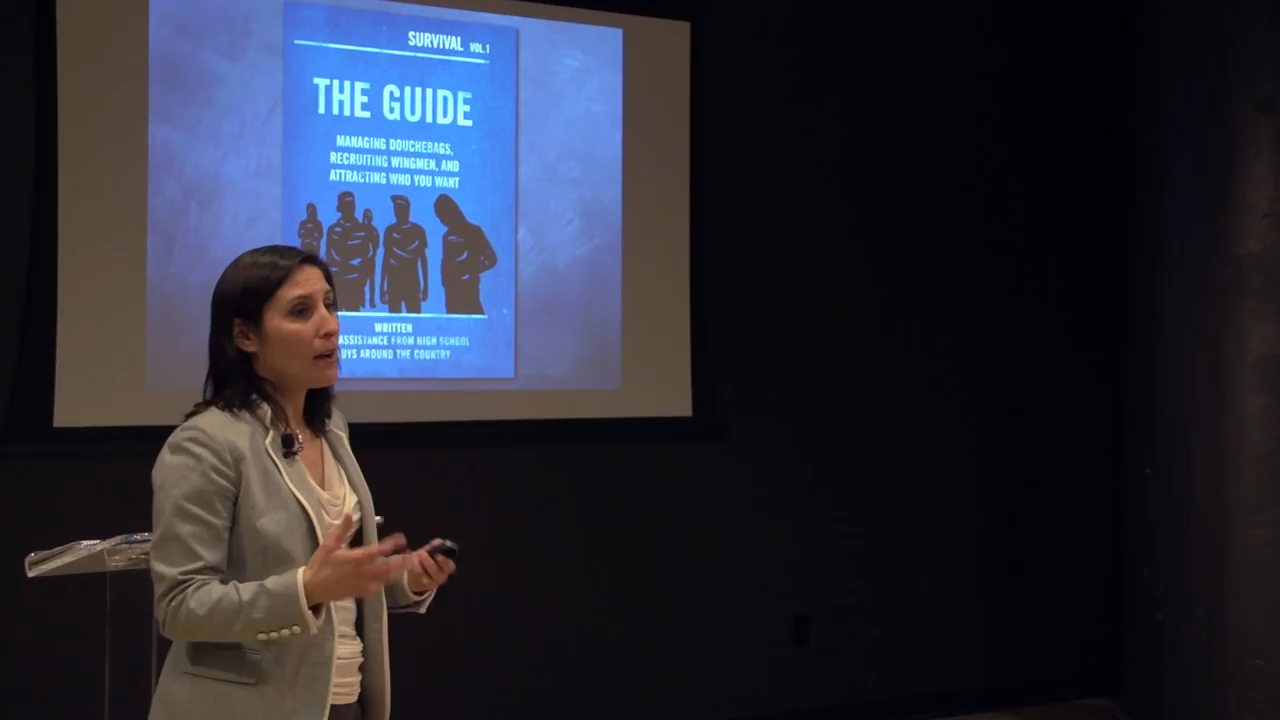 SURVIVAL VOL.1
THE GUIDE
MANAGING DOUCHEBAGS,
RECRUITING WINGMEN, AND
ATTRACTING WHO YOU WANT
WRITTEN
ASSISTANCE FROM HIGH SCHOOL
UYS AROUND THE COUNTRY